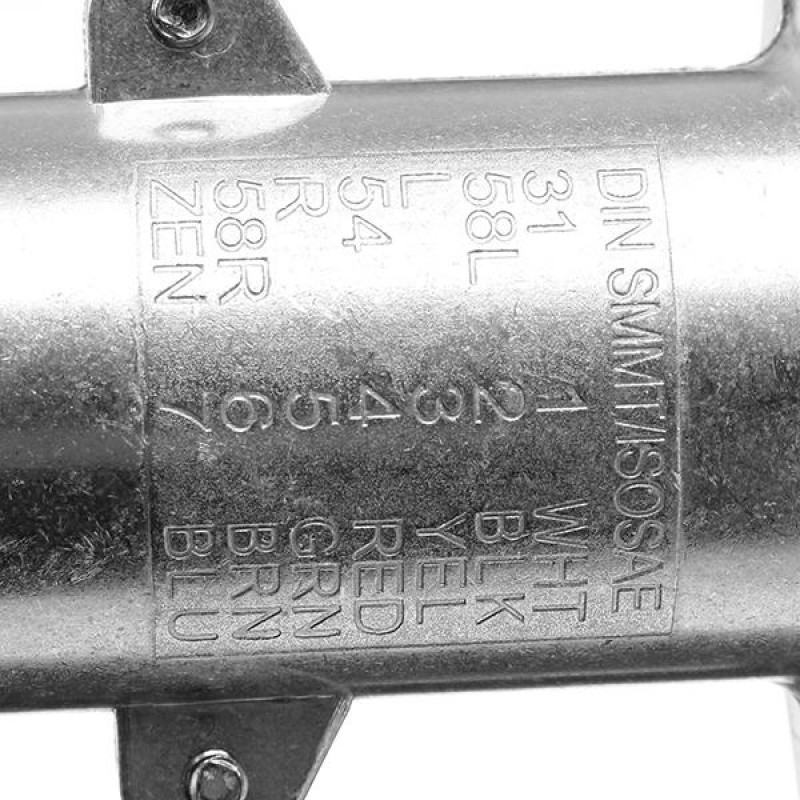 DIN SMMT/ISOSAE
31 1 WHT
58L 2 BLK
L 3 YEL
54 4 RED
R 5 GRN
58R 6 BRN
ZEN 7 BLU